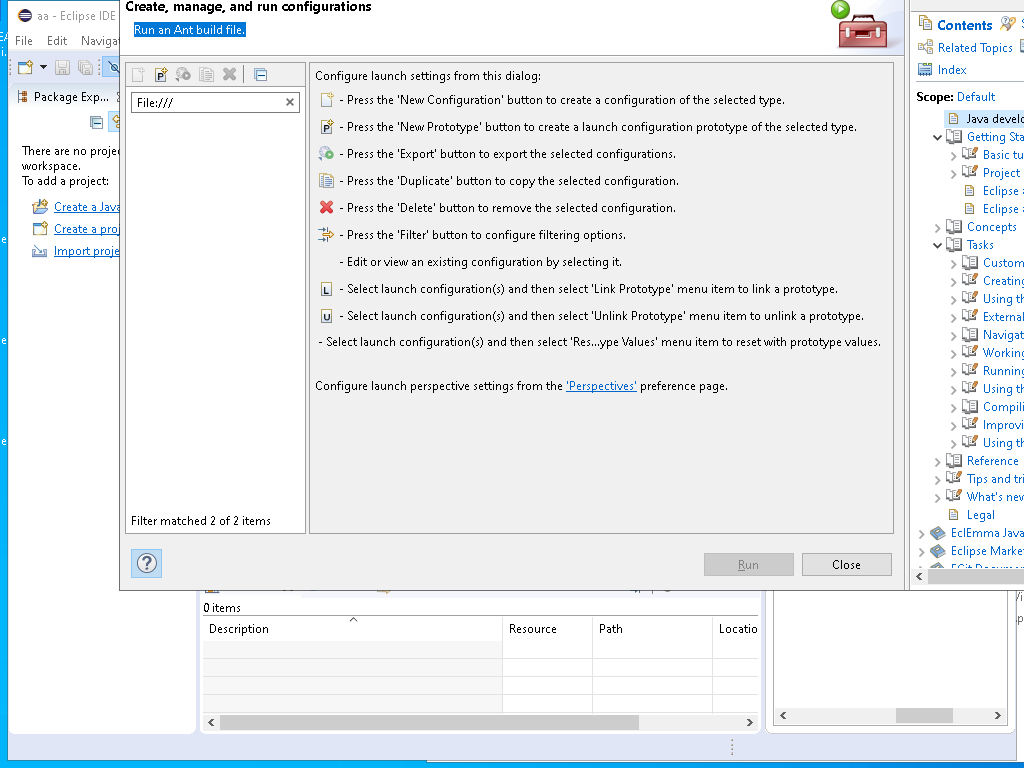 aa - Eclipse IDE
File Edit Navigat
Package Exp...
There are no proje
workspace.
To add a project:
Create a Java
Create a proj
Import proje
Create, manage, and run configurations
Run an Ant build file.
File:///
Filter matched 2 of 2 items
Configure launch settings from this dialog:
- Press the 'New Configuration' button to create a configuration of the selected type.
- Press the 'New Prototype' button to create a launch configuration prototype of the selected type.
- Press the 'Export' button to export the selected configurations.
- Press the 'Duplicate' button to copy the selected configuration.
- Press the 'Delete' button to remove the selected configuration.
- Press the 'Filter' button to configure filtering options.
- Edit or view an existing configuration by selecting it.
- Select launch configuration(s) and then select 'Link Prototype' menu item to link a prototype.
- Select launch configuration(s) and then select 'Unlink Prototype' menu item to unlink a prototype.
- Select launch configuration(s) and then select 'Res...ype Values' menu item to reset with prototype values.
Configure launch perspective settings from the 'Perspectives' preference page.
Run Close
Contents
Related Topics
Index
Scope: Default
Java develo
Getting Sta
Basic tu
Project
Eclipse
Eclipse
Concepts
Tasks
Custom
Creating
Using th
External
Navigat
Working
Running
Using th
Compili
Improvi
Using th
Reference
Tips and tri
What's new
Legal
EclEmma Java
Eclipse Marke
0 items
Description Resource Path Locatio